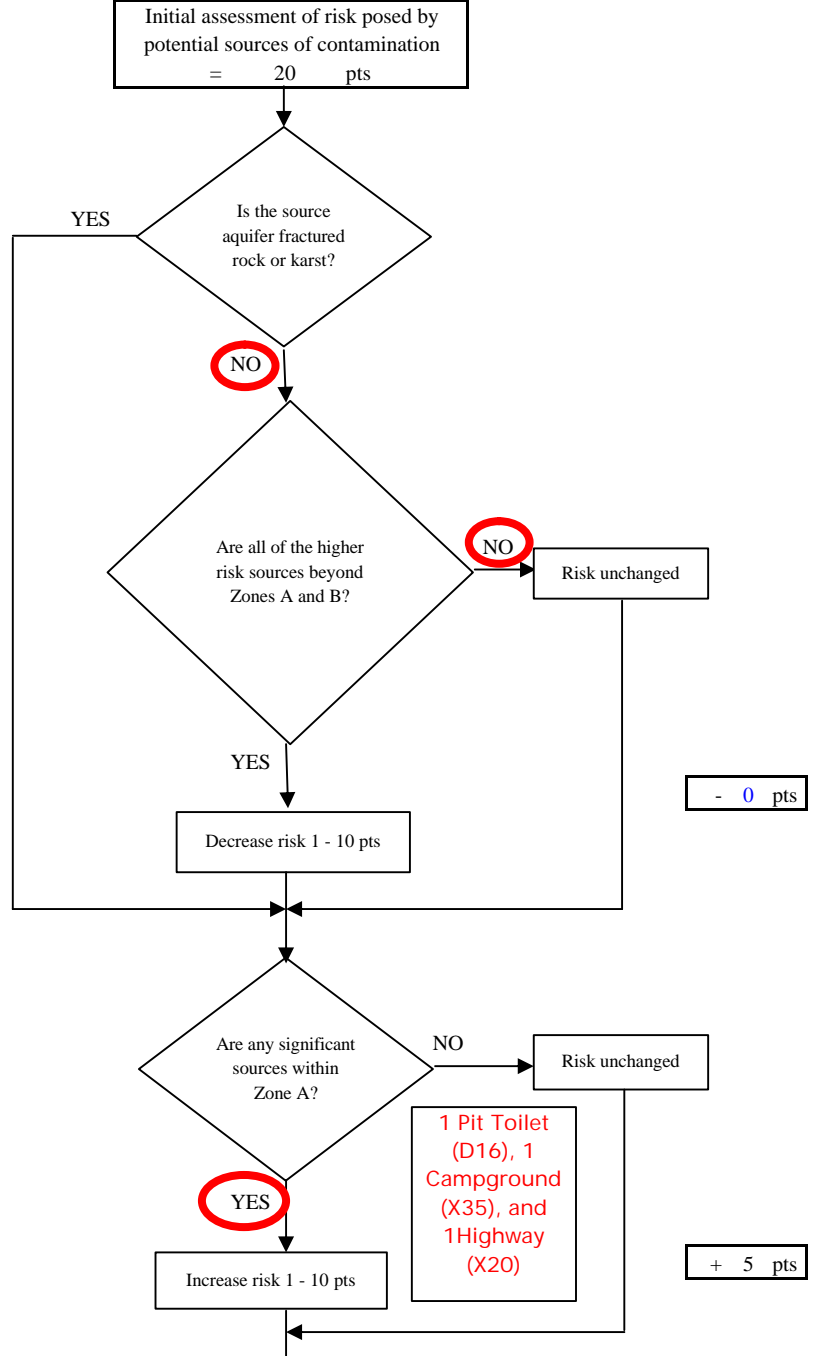 Initial assessment of risk posed by
potential sources of contamination
= 20 pts
YES
Is the source
aquifer fractured
rock or karst?
NO
Are all of the higher
risk sources beyond
Zones A and B?
NO
Risk unchanged
YES
- 0 pts
Decrease risk 1 - 10 pts
Are any significant
sources within
Zone A?
NO
Risk unchanged
1 Pit Toilet
(D16), 1
Campground
(X35), and
1Highway
(X20)
YES
+ 5 pts
Increase risk 1 - 10 pts